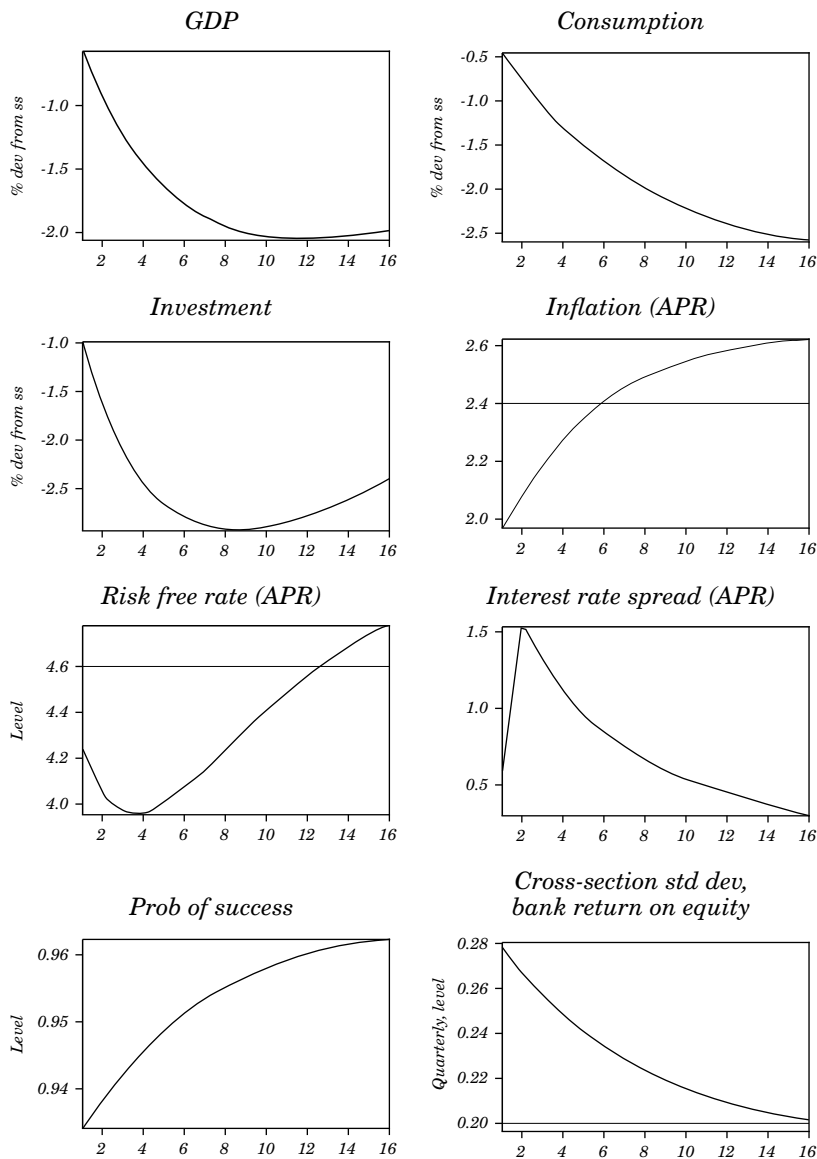 GDP
% dev from ss
-1.0
-1.5
-2.0
2 4 6 8 10 12 14 16
Consumption
% dev from ss
-0.5
-1.0
-1.5
-2.0
-2.5
2 4 6 8 10 12 14 16
Investment
% dev from ss
-1.0
-1.5
-2.0
-2.5
2 4 6 8 10 12 14 16
Inflation (APR)
2.6
2.4
2.2
2.0
2 4 6 8 10 12 14 16
Risk free rate (APR)
Level
4.6
4.4
4.2
4.0
2 4 6 8 10 12 14 16
Interest rate spread (APR)
1.5
1.0
0.5
2 4 6 8 10 12 14 16
Prob of success
Level
0.96
0.95
0.94
2 4 6 8 10 12 14 16
Cross-section std dev,
bank return on equity
Quarterly, level
0.28
0.26
0.24
0.22
0.20
2 4 6 8 10 12 14 16